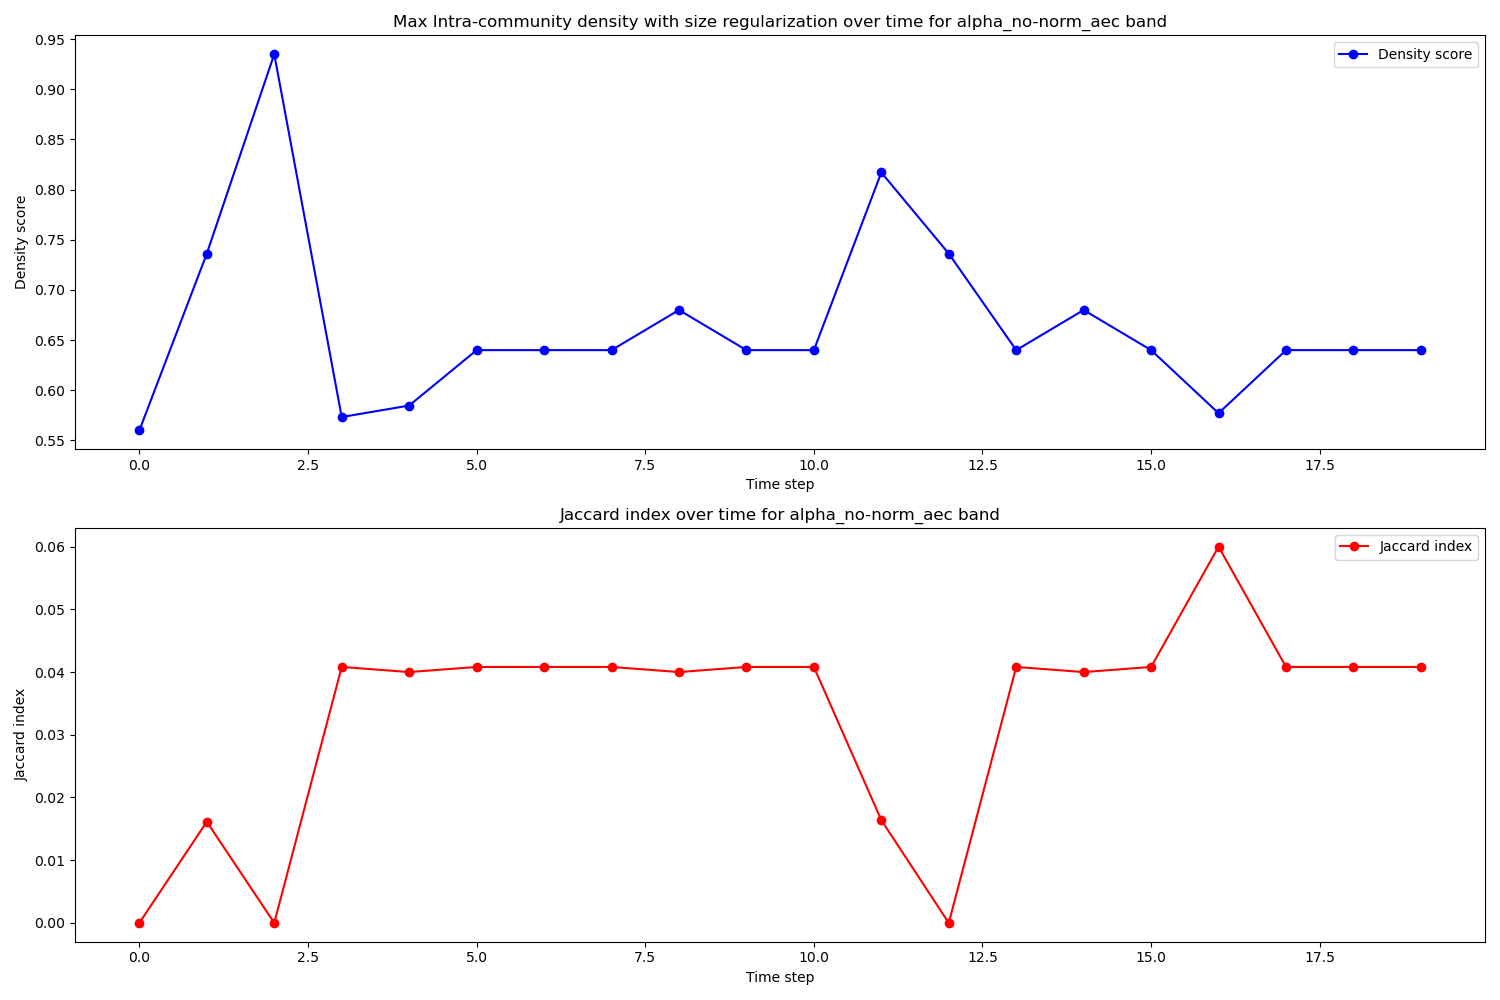 Max Intra-community density with size regularization over time for alpha_no-norm_aec band
Density score
0.95
0.90
0.85
0.80
0.75
0.70
0.65
0.60
0.55
Density score
0.0 2.5 5.0 7.5 10.0 12.5 15.0 17.5
Time step
Jaccard index over time for alpha_no-norm_aec band
Jaccard index
0.06
0.05
0.04
0.03
0.02
0.01
0.00
Jaccard index
0.0 2.5 5.0 7.5 10.0 12.5 15.0 17.5
Time step